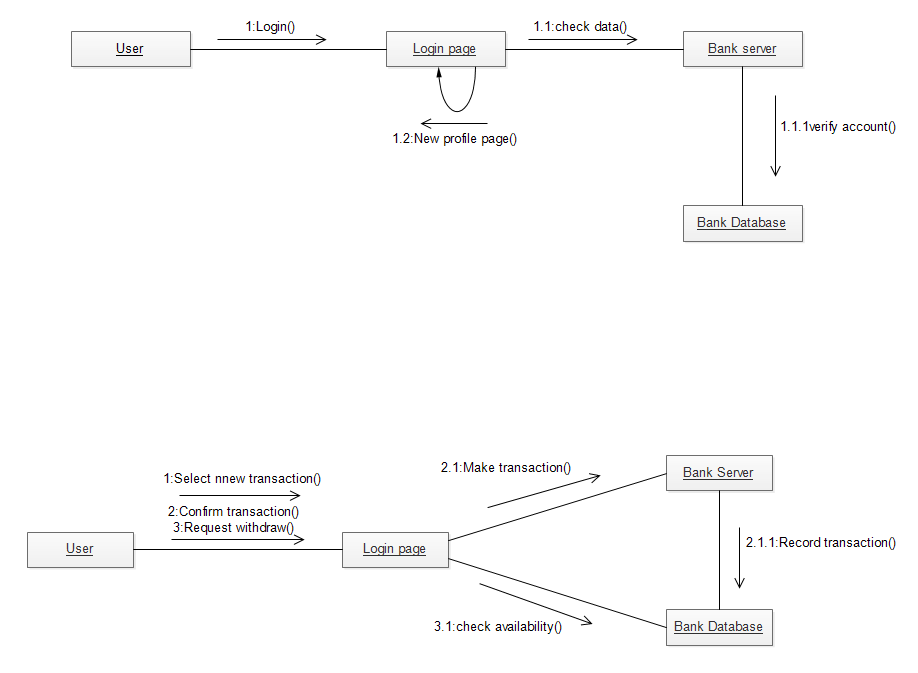 1:Login()
1.1:check data()
User
Login page
Bank server
1.2:New profile page()
1.1.1verify account()
Bank Database
1:Select nnew transaction()
2.1:Make transaction()
Bank Server
2:Confirm transaction()
3:Request withdraw()
User
Login page
2.1.1:Record transaction()
3.1:check availability()
Bank Database